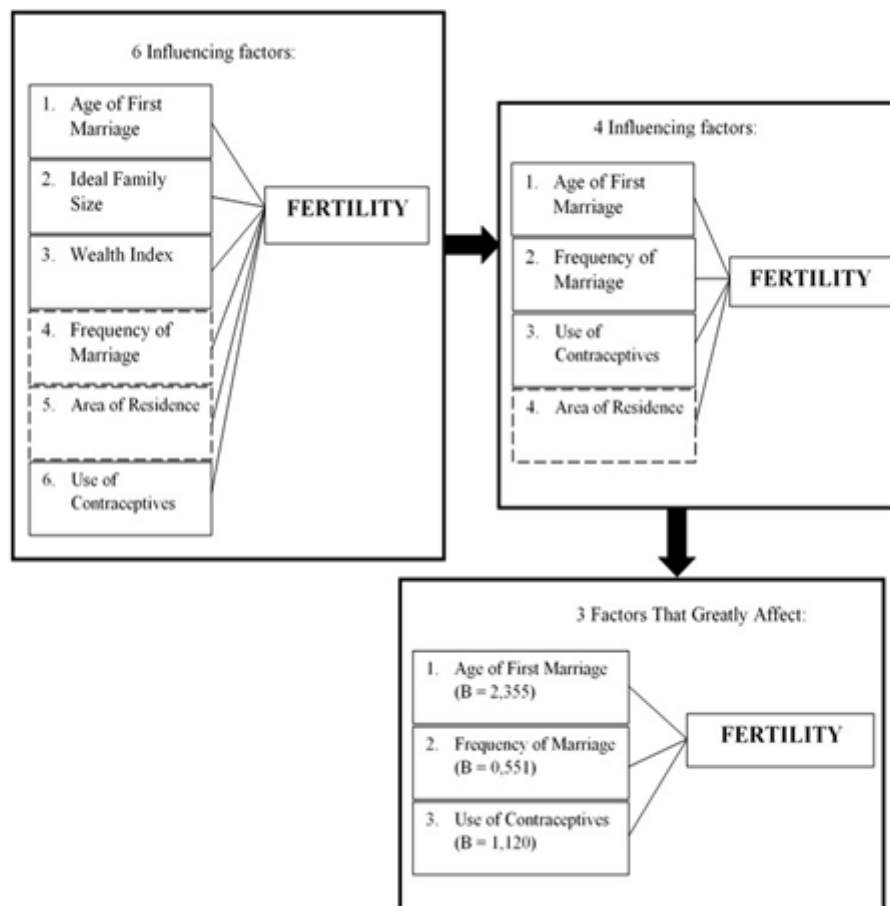 6 Influencing factors:
1. Age of First
Marriage
2. Ideal Family
Size
3. Wealth Index
4. Frequency of
Marriage
5. Area of Residence
6. Use of
Contraceptives
FERTILITY
4 Influencing factors:
1. Age of First
Marriage
2. Frequency of
Marriage
3. Use of
Contraceptives
4. Area of Residence
FERTILITY
3 Factors That Greatly Affect:
1. Age of First Marriage
(B = 2,355)
2. Frequency of Marriage
(B = 0,551)
3. Use of Contraceptives
(B = 1,120)
FERTILITY